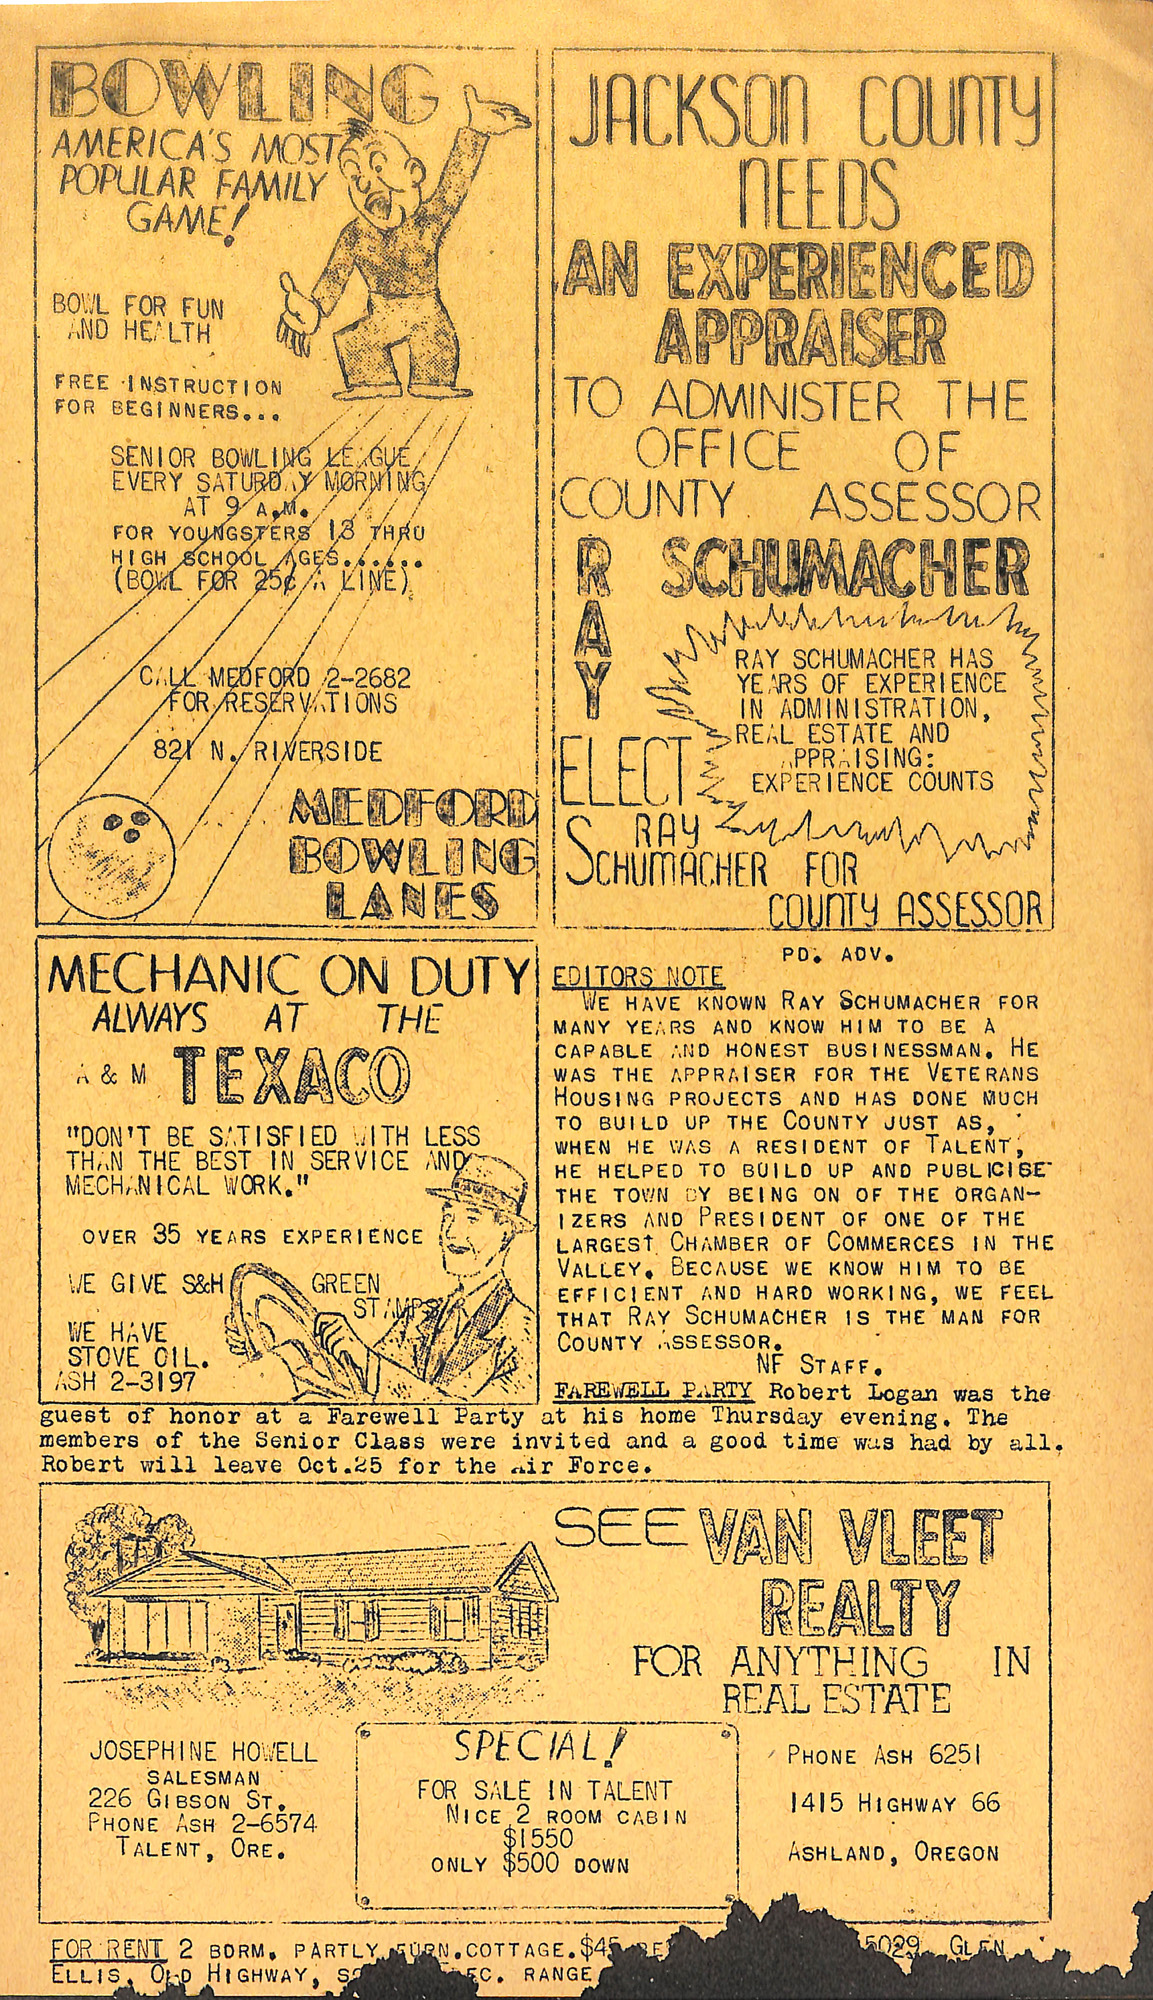 BOWLING
AMERICA'S MOST
POPULAR FAMILY
GAME!
BOWL FOR FUN
AND HEALTH
FREE INSTRUCTION
FOR BEGINNERS...
SENIOR BOWLING LEAGUE
EVERY SATURDAY MORNING
AT 9 A.M.
FOR YOUNGSTERS 13 THRU
HIGH SCHOOL AGES......
(BOWL FOR 25¢ A LINE)
CALL MEDFORD 2-2682
FOR RESERVATIONS
821 N. RIVERSIDE
MEDFORD
BOWLING
LANES
JACKSON COUNTY
NEEDS
AN EXPERIENCED
APPRAISER
TO ADMINISTER THE
OFFICE OF
COUNTY ASSESSOR
RAY SCHUMACHER
RAY SCHUMACHER HAS
YEARS OF EXPERIENCE
IN ADMINISTRATION,
REAL ESTATE AND
APPRAISING:
EXPERIENCE COUNTS
ELECT
RAY
SCHUMACHER FOR
COUNTY ASSESSOR
PD. ADV.
MECHANIC ON DUTY
ALWAYS AT THE
A & M TEXACO
"DON'T BE SATISFIED WITH LESS
THAN THE BEST IN SERVICE AND
MECHANICAL WORK."
OVER 35 YEARS EXPERIENCE
WE GIVE S&H GREEN
STAMPS
WE HAVE
STOVE OIL.
ASH 2-3197
EDITORS NOTE
WE HAVE KNOWN RAY SCHUMACHER FOR
MANY YEARS AND KNOW HIM TO BE A
CAPABLE AND HONEST BUSINESSMAN. HE
WAS THE APPRAISER FOR THE VETERANS
HOUSING PROJECTS AND HAS DONE MUCH
TO BUILD UP THE COUNTY JUST AS,
WHEN HE WAS A RESIDENT OF TALENT,
HE HELPED TO BUILD UP AND PUBLICISE
THE TOWN BY BEING ON OF THE ORGAN-
IZERS AND PRESIDENT OF ONE OF THE
LARGEST CHAMBER OF COMMERCES IN THE
VALLEY. BECAUSE WE KNOW HIM TO BE
EFFICIENT AND HARD WORKING, WE FEEL
THAT RAY SCHUMACHER IS THE MAN FOR
COUNTY ASSESSOR.
NF STAFF.
FAREWELL PARTY Robert Logan was the
guest of honor at a Farewell Party at his home Thursday evening. The
members of the Senior Class were invited and a good time was had by all.
Robert will leave Oct.25 for the Air Force.
SEE VAN VLEET
REALTY
FOR ANYTHING IN
REAL ESTATE
JOSEPHINE HOWELL
SALESMAN
226 GIBSON ST.
PHONE ASH 2-6574
TALENT, ORE.
SPECIAL!
FOR SALE IN TALENT
NICE 2 ROOM CABIN
$1550
ONLY $500 DOWN
PHONE ASH 6251
1415 HIGHWAY 66
ASHLAND, OREGON
FOR RENT 2 BDRM. PARTLY FURN.COTTAGE.$45 5029 GLEN
ELLIS, OLD HIGHWAY, RANGE